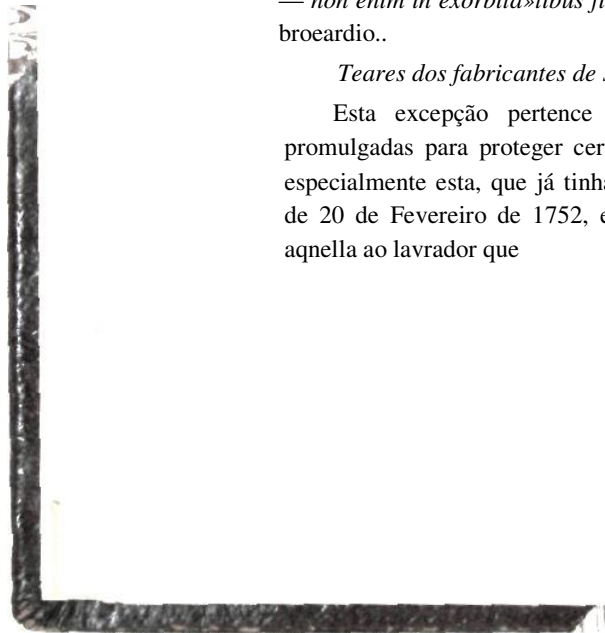 — non enim in exorbita»tibus
broeardio..
Teares dos fabricantes de
Esta excepção pertence
promulgadas para proteger cer
especialmente esta, que já tinha
de 20 de Fevereiro de 1752, e
aqnella ao lavrador que